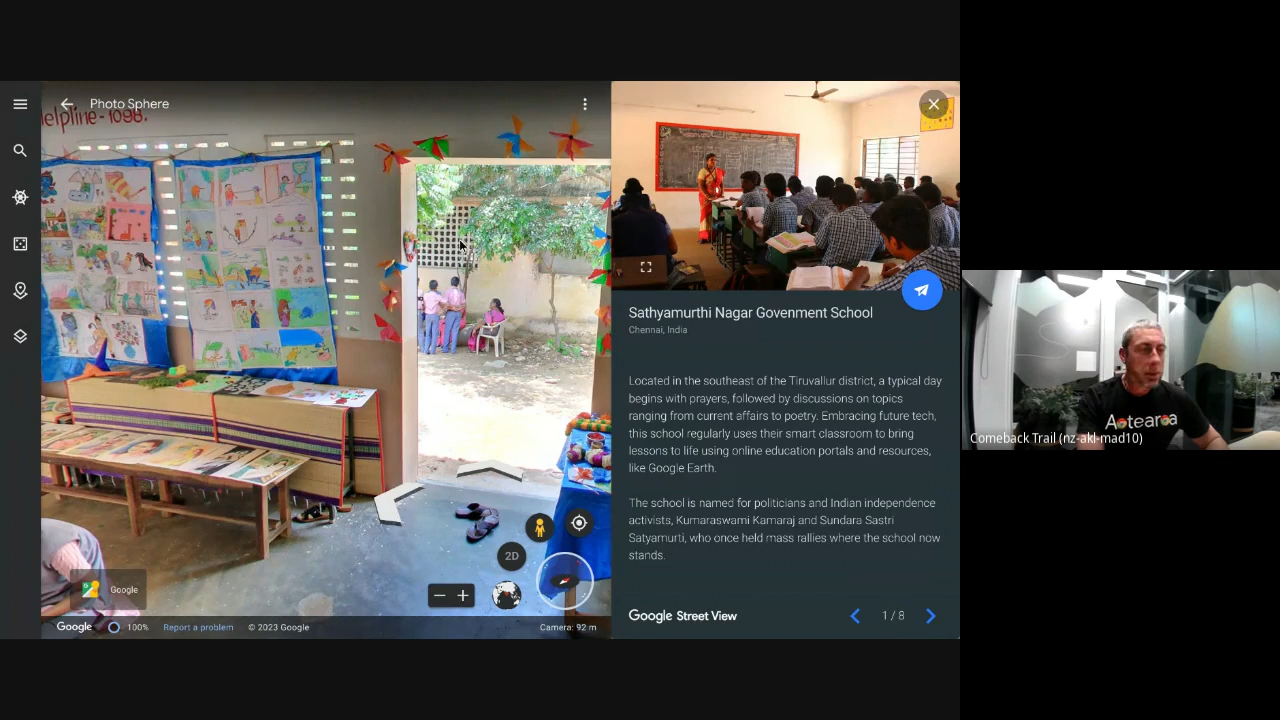 elpline-1098.
Photo Sphere
Sathyamurthi Nagar Govenment School
Chennai, India
Located in the southeast of the Tiruvallur district, a typical day
begins with prayers, followed by discussions on topics
ranging from current affairs to poetry. Embracing future tech,
this school regularly uses their smart classroom to bring
lessons to life using online education portals and resources,
like Google Earth.
The school is named for politicians and Indian independence
activists, Kumaraswami Kamaraj and Sundara Sastri
Satyamurti, who once held mass rallies where the school now
stands.
Google Street View
1 / 8
2D
Google
Google 100% Report a problem © 2023 Google Camera: 92 m
Aotearoa
Comeback Trail (nz-akl-mad10)